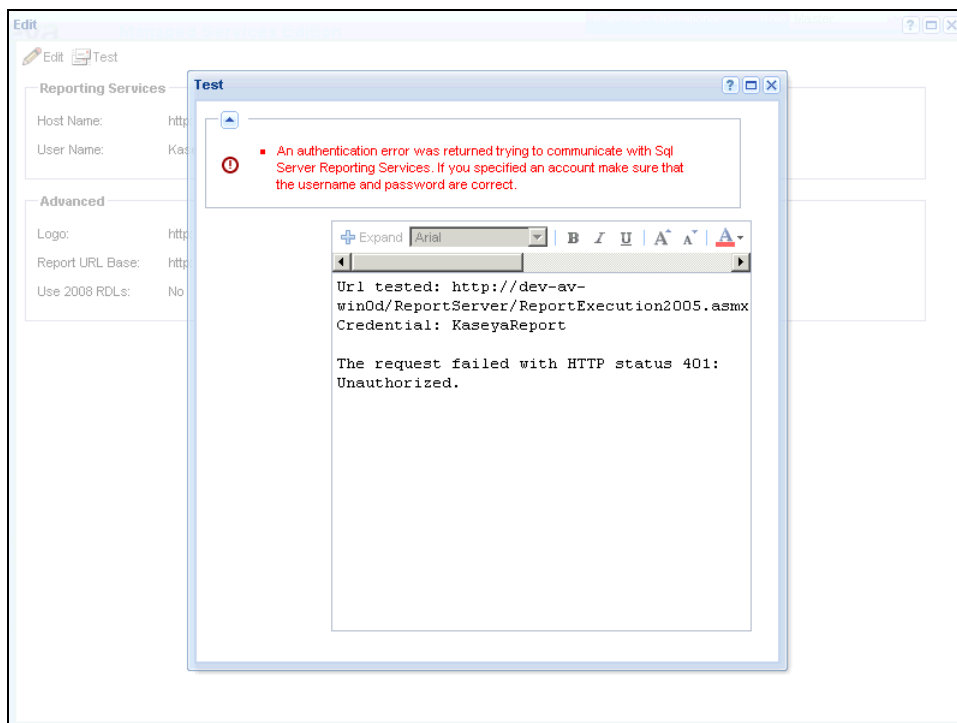 Edit
Edit Test
Reporting Services
Host Name: http
User Name: Kas
Advanced
Logo: http
Report URL Base: http
Use 2008 RDLs: No
Test
An authentication error was returned trying to communicate with Sql
Server Reporting Services. If you specified an account make sure that
the username and password are correct.
Expand Arial B I U A A A
Url tested: http://dev-av-
win0d/ReportServer/ReportExecution2005.asmx
Credential: KaseyaReport
The request failed with HTTP status 401:
Unauthorized.